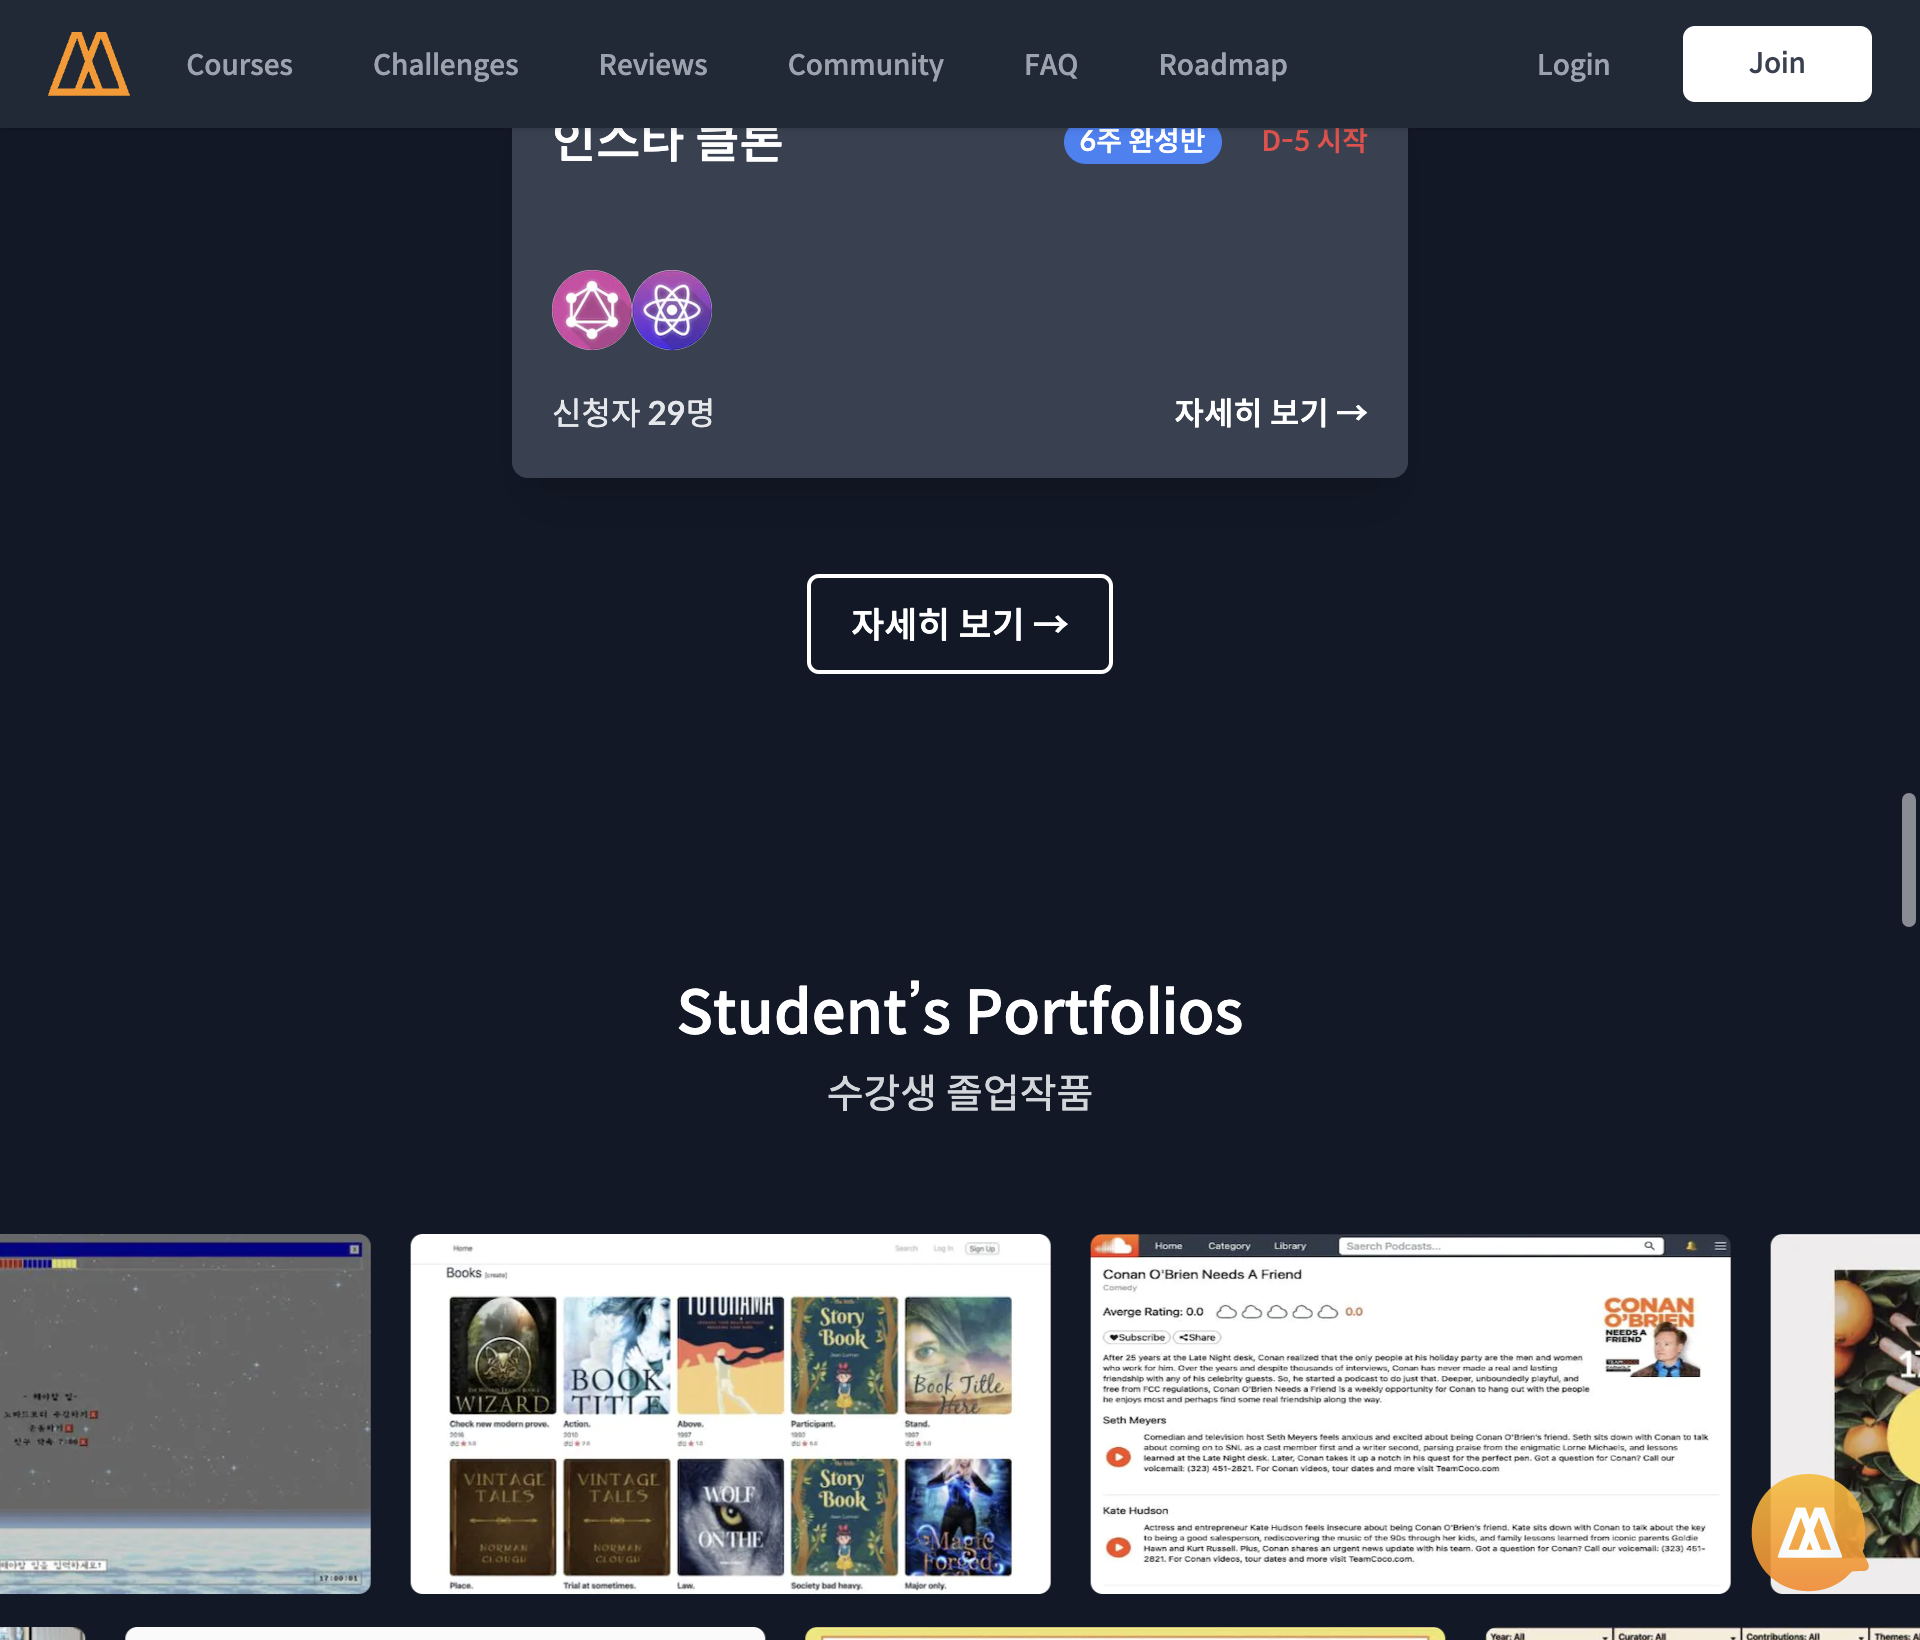 Courses
Challenges
Reviews
Community
FAQ
Roadmap
Login
Join
인스타 클론
6주 완성반
D-5 시작
신청자 29명
자세히 보기 →
자세히 보기 →
Student's Portfolios
수강생 졸업작품
17:00:01
Home
Search
Log In
Sign Up
Books (create)
WIZARD
BOOK TITLE
Story Book
Book Title Here
Check new modern prove.
Action.
Above.
Participant.
Stand.
VINTAGE TALES
NORMAN CLOUGH
VINTAGE TALES
NORMAN CLOUGH
WOLF ON THE
Story Book
Magic Forged
Place.
Trial at sometimes.
Law.
Society bad heavy.
Major only.
Home
Category
Library
Saerch Podcasts...
Conan O'Brien Needs A Friend
Comedy
Averge Rating: 0.0
0.0
Subscribe
Share
CONAN O'BRIEN
NEEDS A FRIEND
After 25 years at the Late Night desk, Conan realized that the only people at his holiday party are the men and women
who work for him. Over the years and despite thousands of interviews, Conan has never made a real and lasting
friendship with any of his celebrity guests. So, he started a podcast to do just that. Deeper, unboundedly playful, and
free from FCC regulations, Conan O'Brien Needs a Friend is a weekly opportunity for Conan to hang out with the people
he enjoys most and perhaps find some real friendship along the way.
Seth Meyers
Comedian and television host Seth Meyers feels anxious and excited about being Conan O'Brien's friend. Seth sits down with Conan to talk
about coming on to SNL as a cast member first and a writer second, parsing praise from the enigmatic Lorne Michaels, and lessons
learned at the Late Night desk. Later, Conan takes it up a notch in his quest for the perfect pen. Got a question for Conan? Call our
voicemail: (323) 451-2821. For Conan videos, tour dates and more visit TeamCoco.com
Kate Hudson
Actress and entrepreneur Kate Hudson feels insecure about being Conan O'Brien's friend. Kate sits down with Conan to talk about the key
to being a good salesperson, rediscovering the music of the 90s through her kids, and family lessons learned from iconic parents Goldie
Hawn and Kurt Russell. Plus, Conan shares an urgent news update with his team. Got a question for Conan? Call our voicemail: (323) 451-
2821. For Conan videos, tour dates and more visit TeamCoco.com.
Year: All
Curator: All
Contributions: All
Themes: A